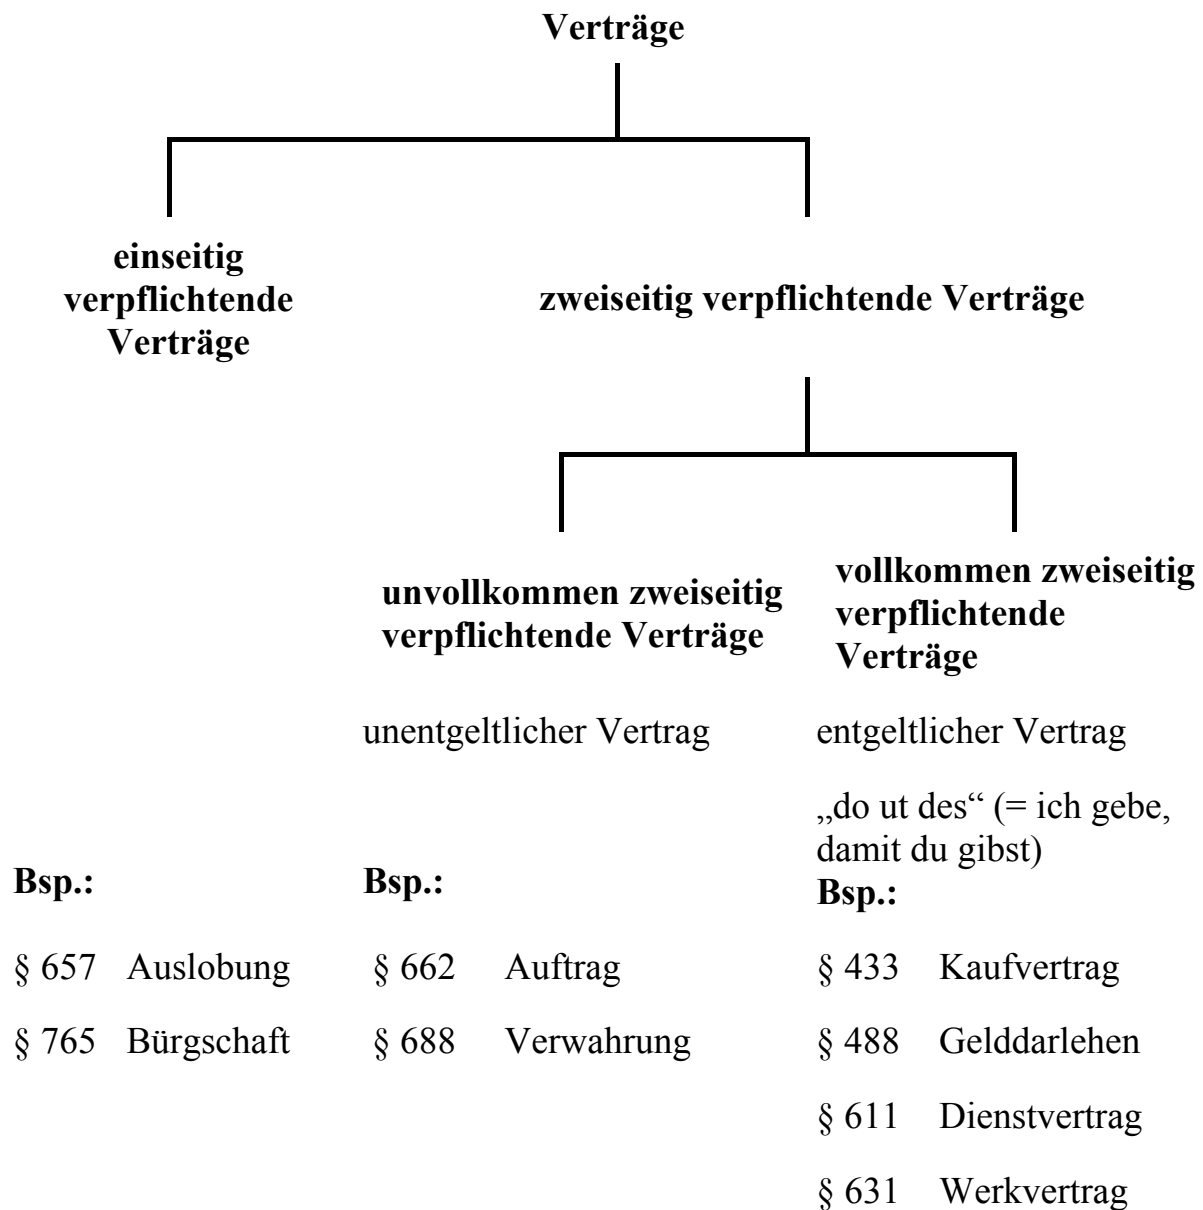 Verträge
einseitig
verpflichtende
Verträge
zweiseitig verpflichtende Verträge
unvollkommen zweiseitig
verpflichtende Verträge
vollkommen zweiseitig
verpflichtende
Verträge
unentgeltlicher Vertrag
entgeltlicher Vertrag
„do ut des“ (= ich gebe,
damit du gibst)
Bsp.:
Bsp.:
Bsp.:
§ 657 Auslobung
§ 662 Auftrag
§ 433 Kaufvertrag
§ 765 Bürgschaft
§ 688 Verwahrung
§ 488 Gelddarlehen
§ 611 Dienstvertrag
§ 631 Werkvertrag